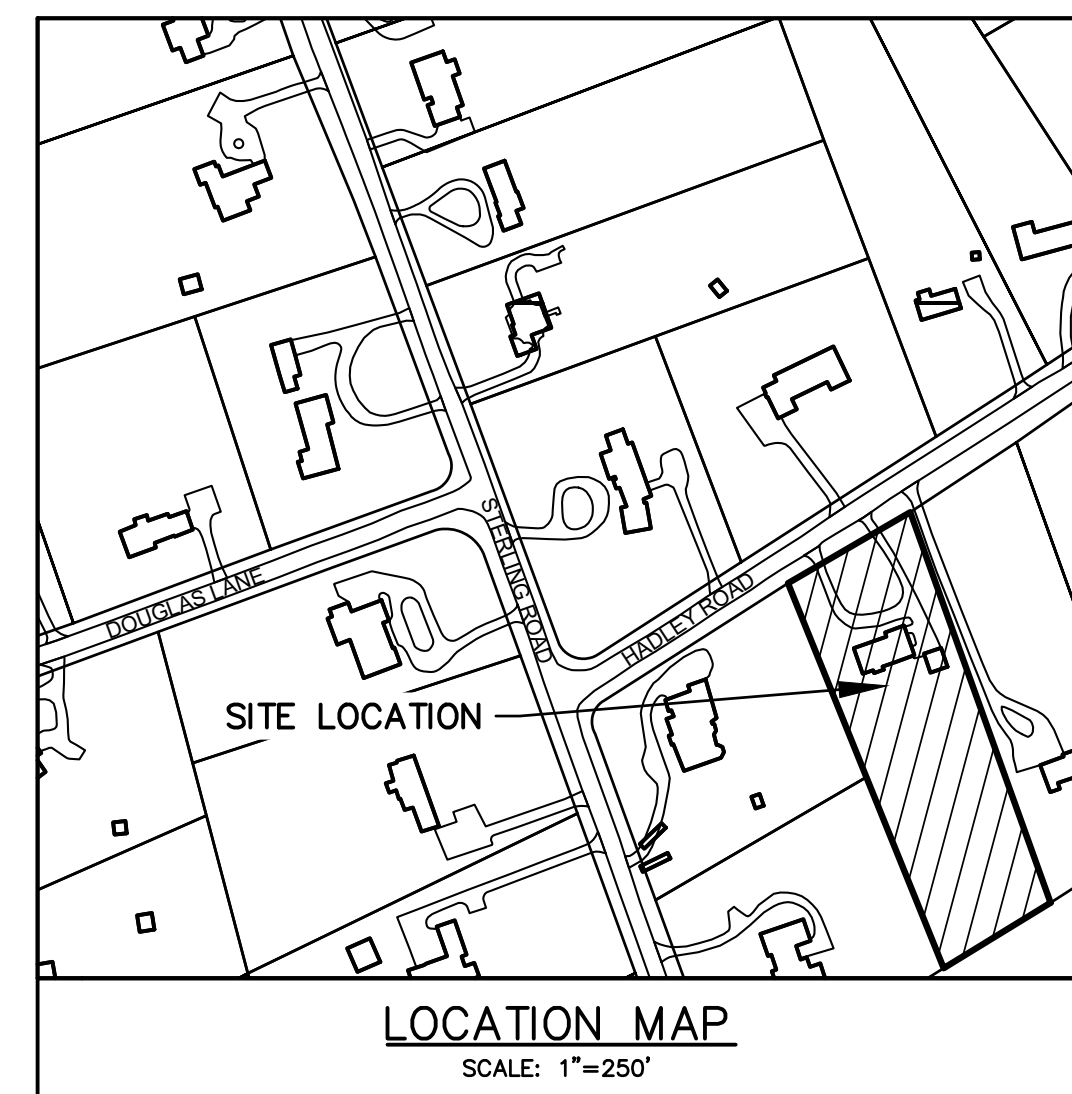 STERLING ROAD
DOUGLAS LANE
HADLEY ROAD
SITE LOCATION
LOCATION MAP
SCALE: 1"=250'